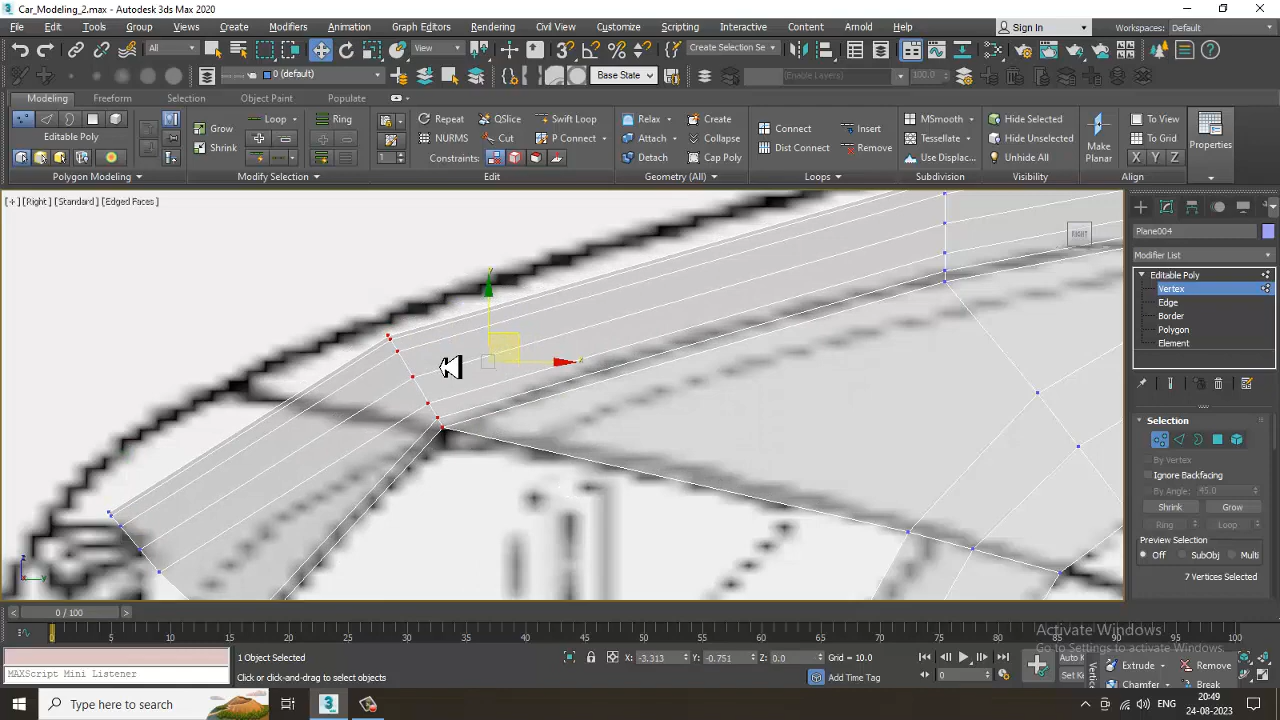 Car_Modeling_2.max - Autodesk 3ds Max 2020
File Edit Tools Group Views Create Modifiers Animation Graph Editors Rendering Civil View Customize Scripting Interactive Content Arnold Help Sign In Workspaces: Default
All View Create Selection Se
0 (default) Base State (Enable Layers) 100.0
Modeling Freeform Selection Object Paint Populate
Editable Poly
Grow Shrink Loop Ring
Repeat QSlice Swift Loop
NURMS Cut P Connect
Constraints:
Relax Create
Attach Collapse
Detach Cap Poly
Connect Insert
Dist Connect Remove
MSmooth
Tessellate
Use Displac...
Hide Selected
Hide Unselected
Unhide All
Make Planar
To View
To Grid
X Y Z
Properties
Polygon Modeling Modify Selection Edit Geometry (All) Loops Subdivision Visibility Align
[+] [Right] [Standard] [Edged Faces]
RIGHT
Plane004
Modifier List
Editable Poly
Vertex
Edge
Border
Polygon
Element
Selection
By Vertex
Ignore Backfacing
By Angle: 45.0
Shrink Grow
Ring Loop
Preview Selection
Off SubObj Multi
7 Vertices Selected
0 / 100
0 5 10 15 20 25 30 35 40 45 50 55 60 65 70 75 80 85 90 95 100
Activate Windows
Go to Settings to activate Windows.
1 Object Selected
X: -3.313 Y: -0.751 Z: 0.0 Grid = 10.0
Auto K
MAXScript Mini Listener
Click or click-and-drag to select objects
Add Time Tag
0
Set K
Vertices
Extrude Remove
Chamfer Break
Type here to search
ENG
20:49
24-08-2023